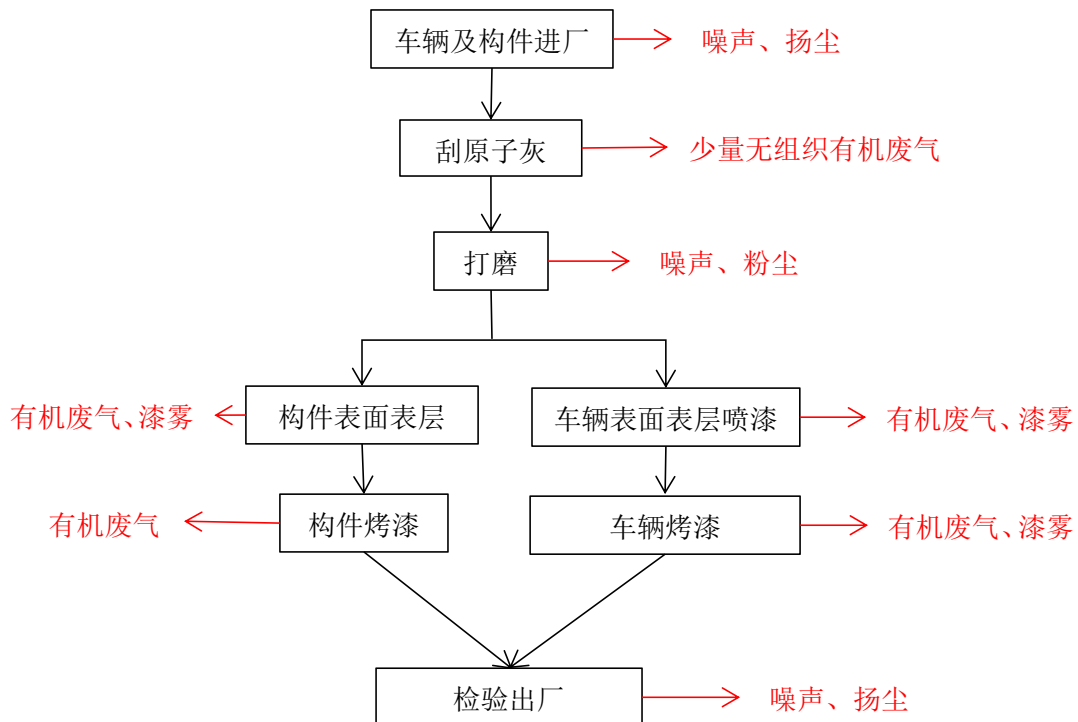 车辆及构件进厂
噪声、扬尘
刮原子灰
少量无组织有机废气
打磨
噪声、粉尘
有机废气、漆雾
构件表面表层
车辆表面表层喷漆
有机废气、漆雾
有机废气
构件烤漆
车辆烤漆
有机废气、漆雾
检验出厂
噪声、扬尘